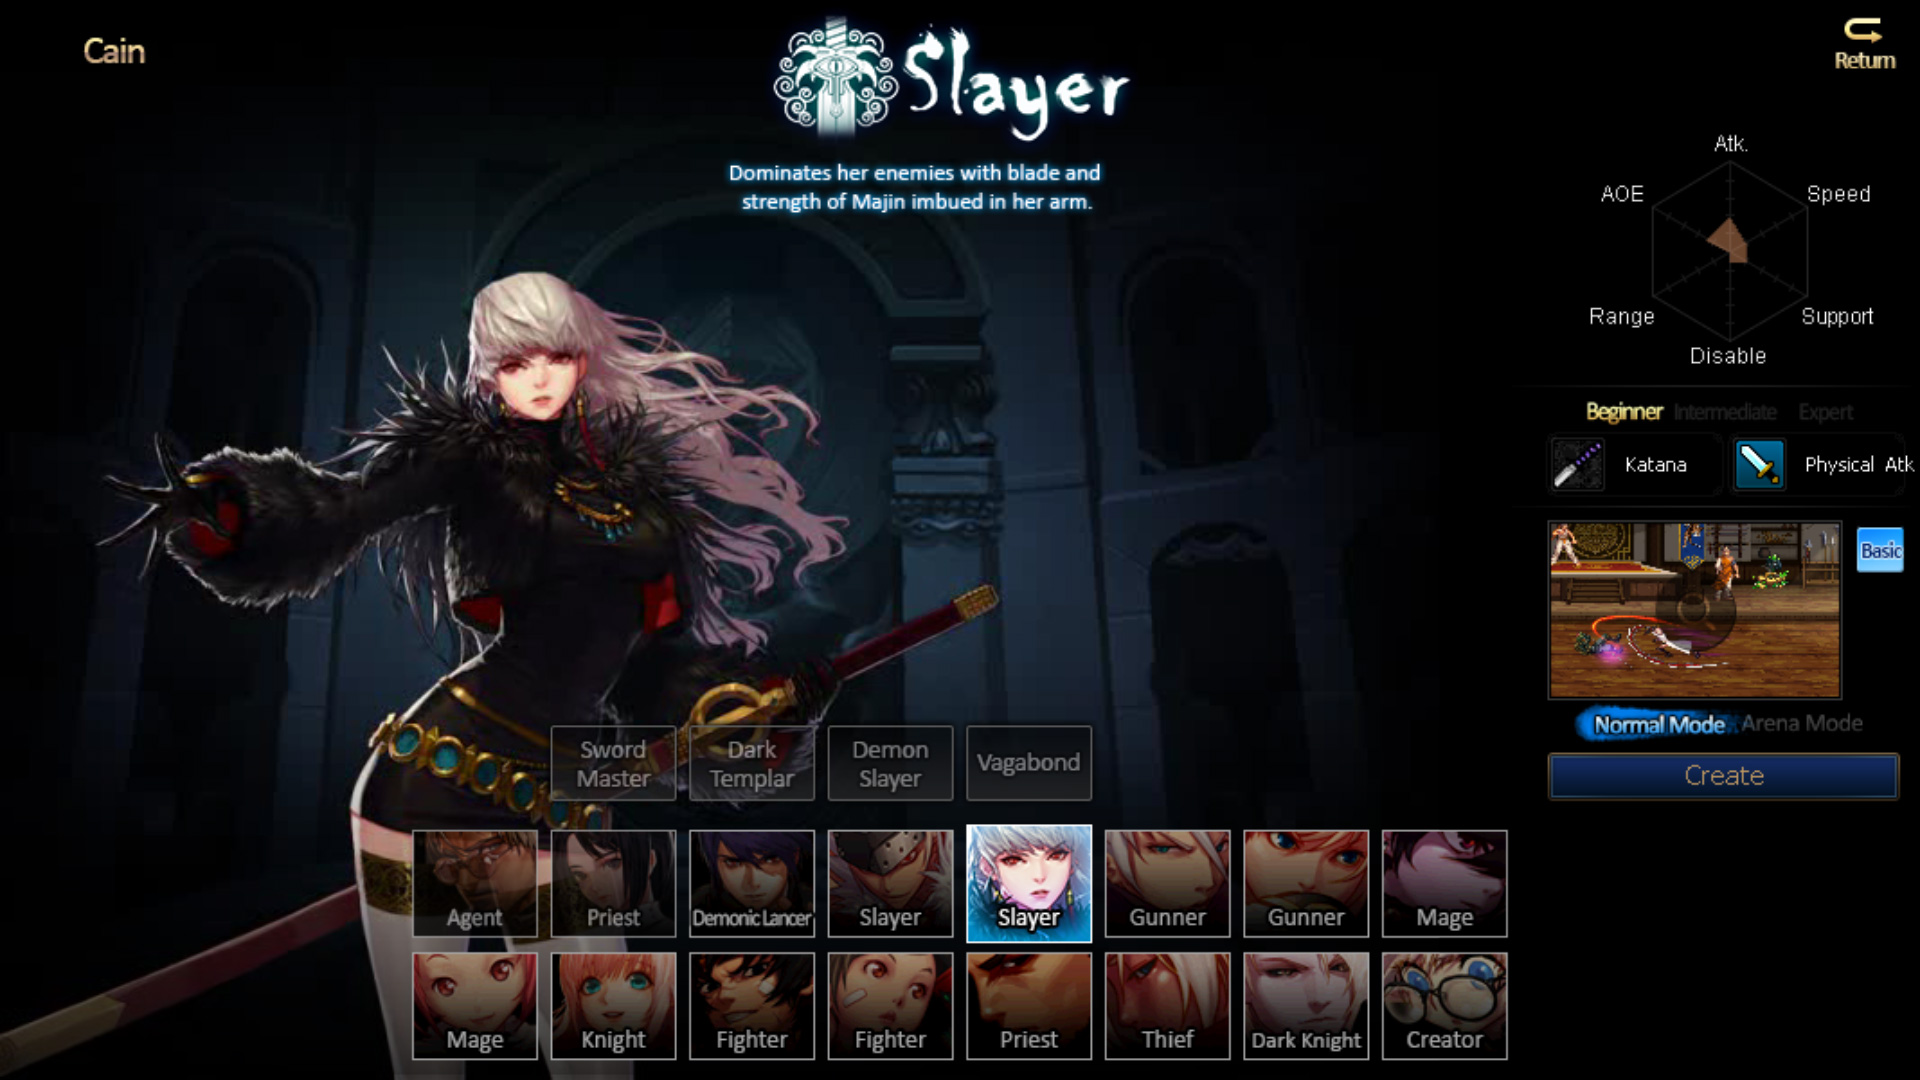 Cain
Slayer
Return
Dominates her enemies with blade and
strength of Majin imbued in her arm.
Atk.
AOE
Speed
Range
Support
Disable
Beginner Intermediate Expert
Katana
Physical Atk
Basic
Normal Mode Arena Mode
Create
Sword
Master
Dark
Templar
Demon
Slayer
Vagabond
Agent
Priest
Demonic Lancer
Slayer
Slayer
Gunner
Gunner
Mage
Mage
Knight
Fighter
Fighter
Priest
Thief
Dark Knight
Creator